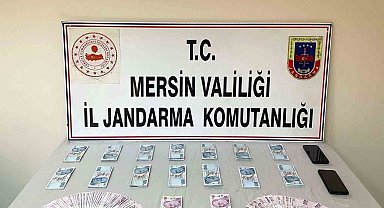 T.C.
MERSİN VALİLİĞİ
İL JANDARMA KOMUTANLIĞI